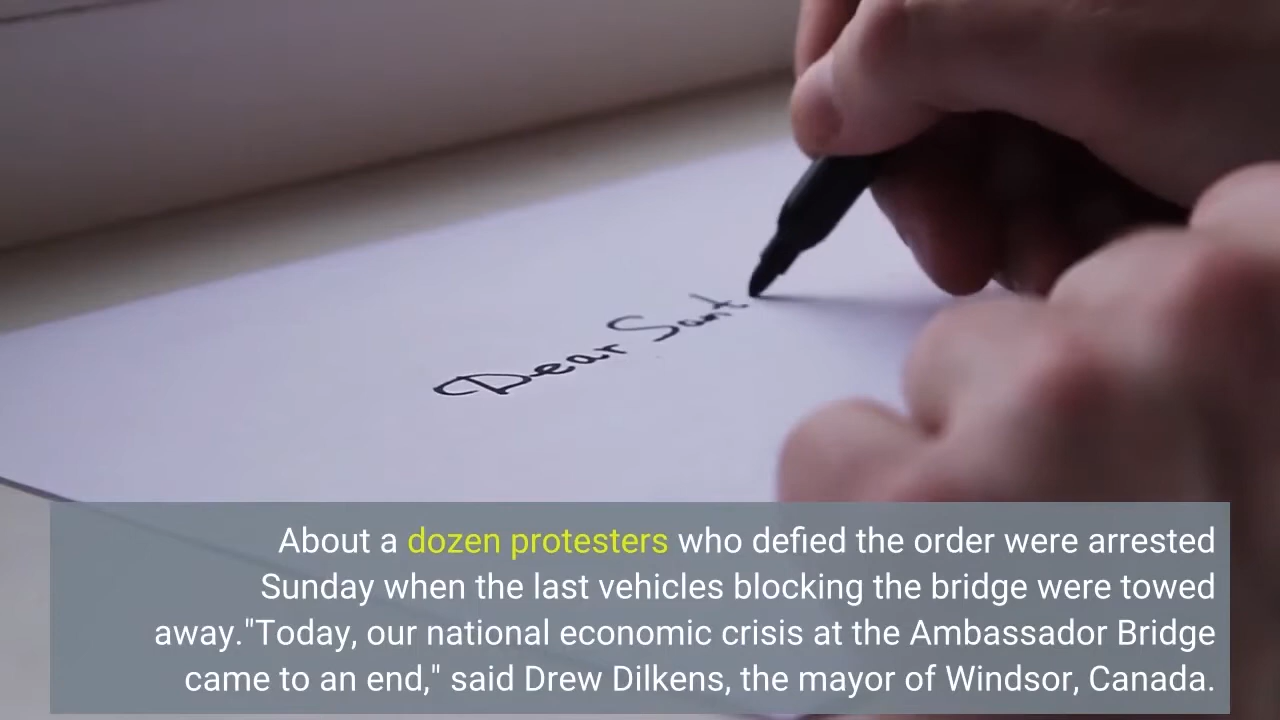 Dear Sant
About a dozen protesters who defied the order were arrested
Sunday when the last vehicles blocking the bridge were towed
away."Today, our national economic crisis at the Ambassador Bridge
came to an end," said Drew Dilkens, the mayor of Windsor, Canada.